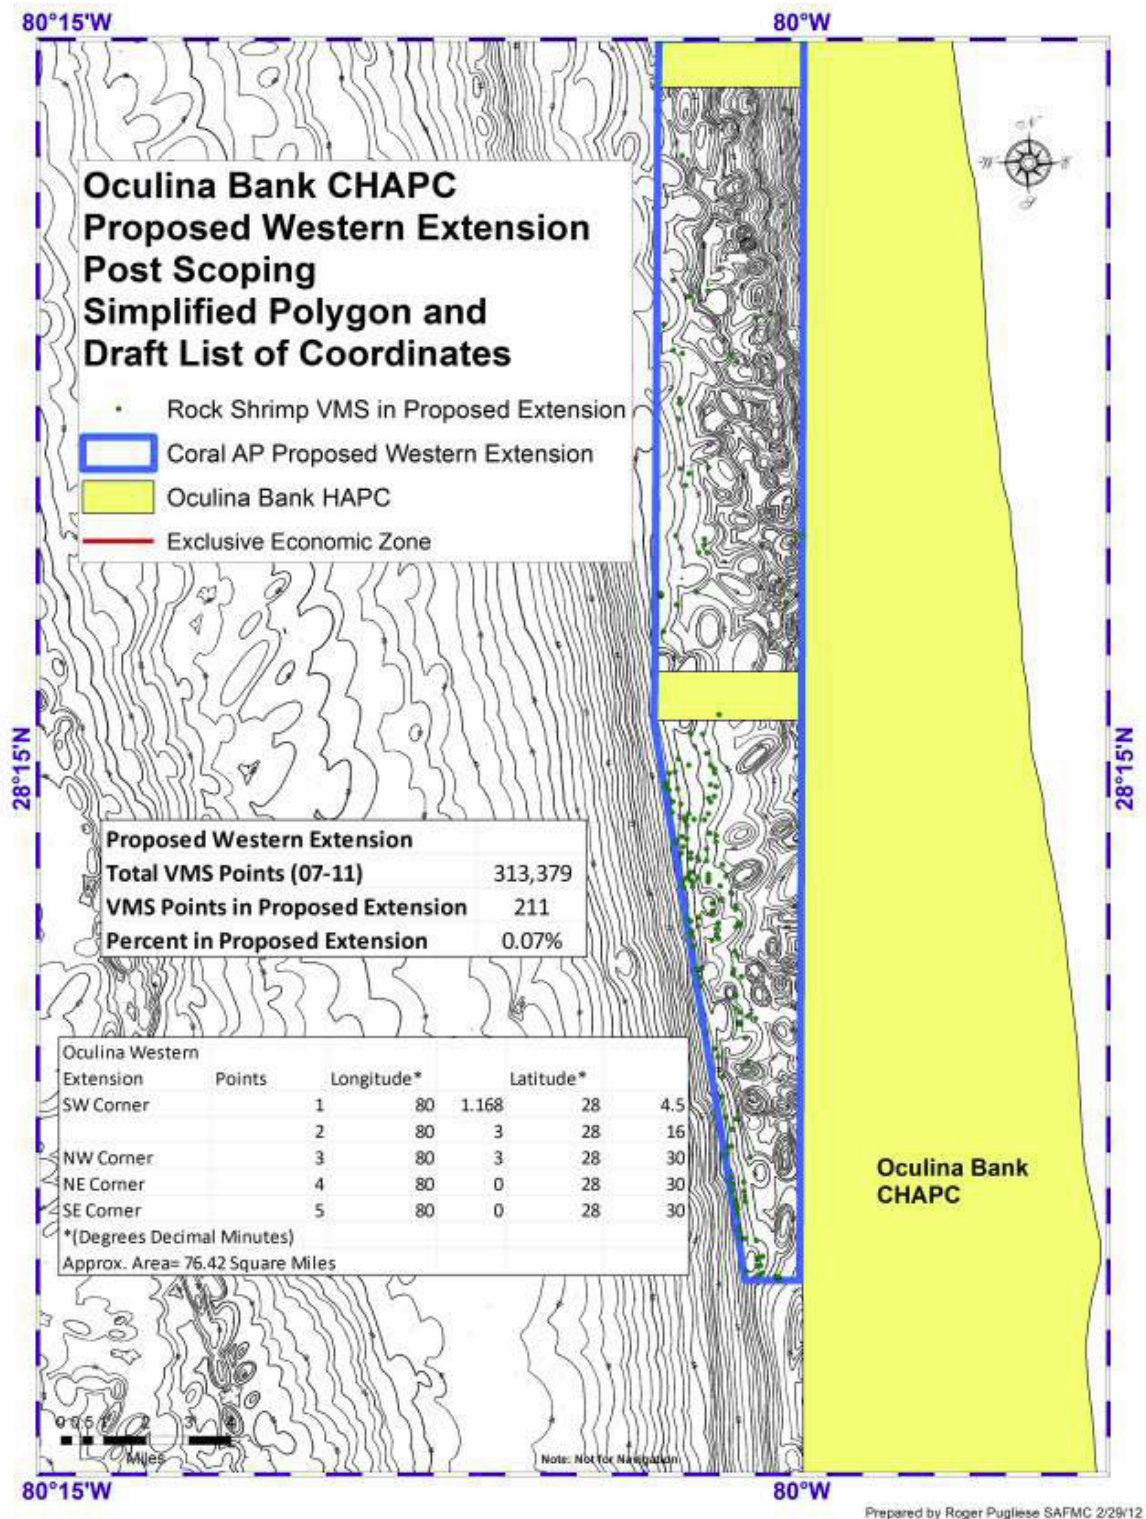 80°15'W 80°W
Oculina Bank CHAPC
Proposed Western Extension
Post Scoping
Simplified Polygon and
Draft List of Coordinates
Rock Shrimp VMS in Proposed Extension
Coral AP Proposed Western Extension
Oculina Bank HAPC
Exclusive Economic Zone
N
W E
S
28°15'N 28°15'N
Proposed Western Extension
Total VMS Points (07-11) 313,379
VMS Points in Proposed Extension 211
Percent in Proposed Extension 0.07%
Oculina Western
Extension Points Longitude* Latitude*
SW Corner 1 80 1.168 28 4.5
2 80 3 28 16
NW Corner 3 80 3 28 30
NE Corner 4 80 0 28 30
SE Corner 5 80 0 28 30
*(Degrees Decimal Minutes)
Approx. Area= 76.42 Square Miles
Oculina Bank
CHAPC
0 0.5 1 2 3 4
Miles
Note: Not for Navigation
80°15'W 80°W
Prepared by Roger Pugliese SAFMC 2/29/12